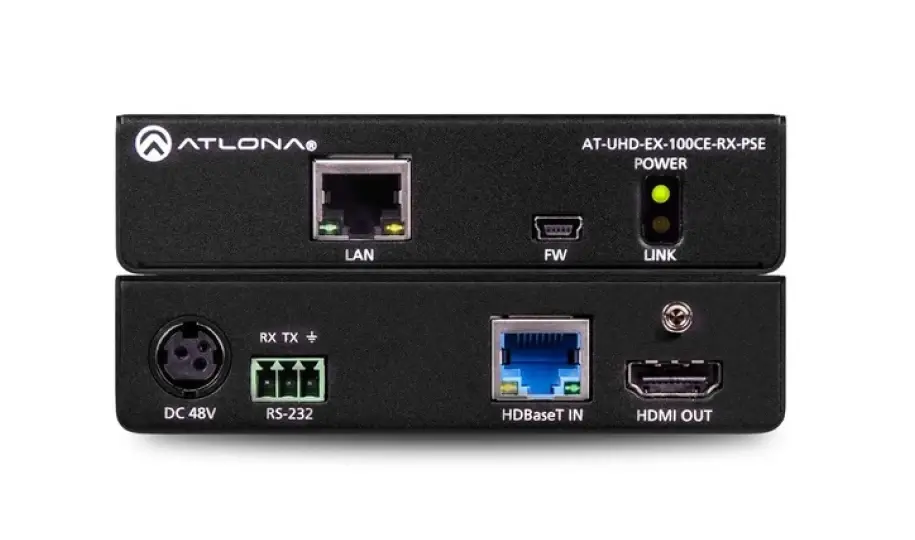 ATLONA®
AT-UHD-EX-100CE-RX-PSE
POWER
LAN
FW
LINK
RX TX
DC 48V
RS-232
HDBaseT IN
HDMI OUT